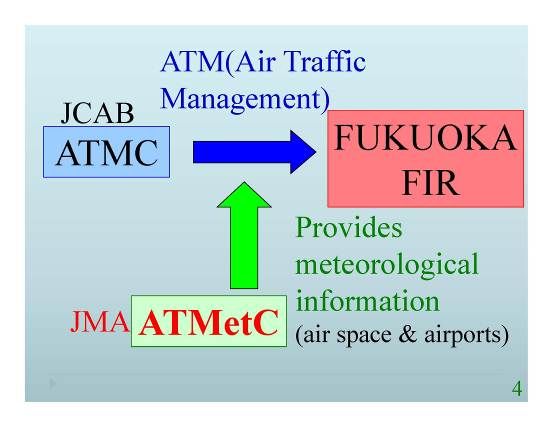 ATM(Air Traffic
Management)
JCAB
ATMC
FUKUOKA
FIR
Provides
meteorological
information
(air space & airports)
JMA
ATMetC
4